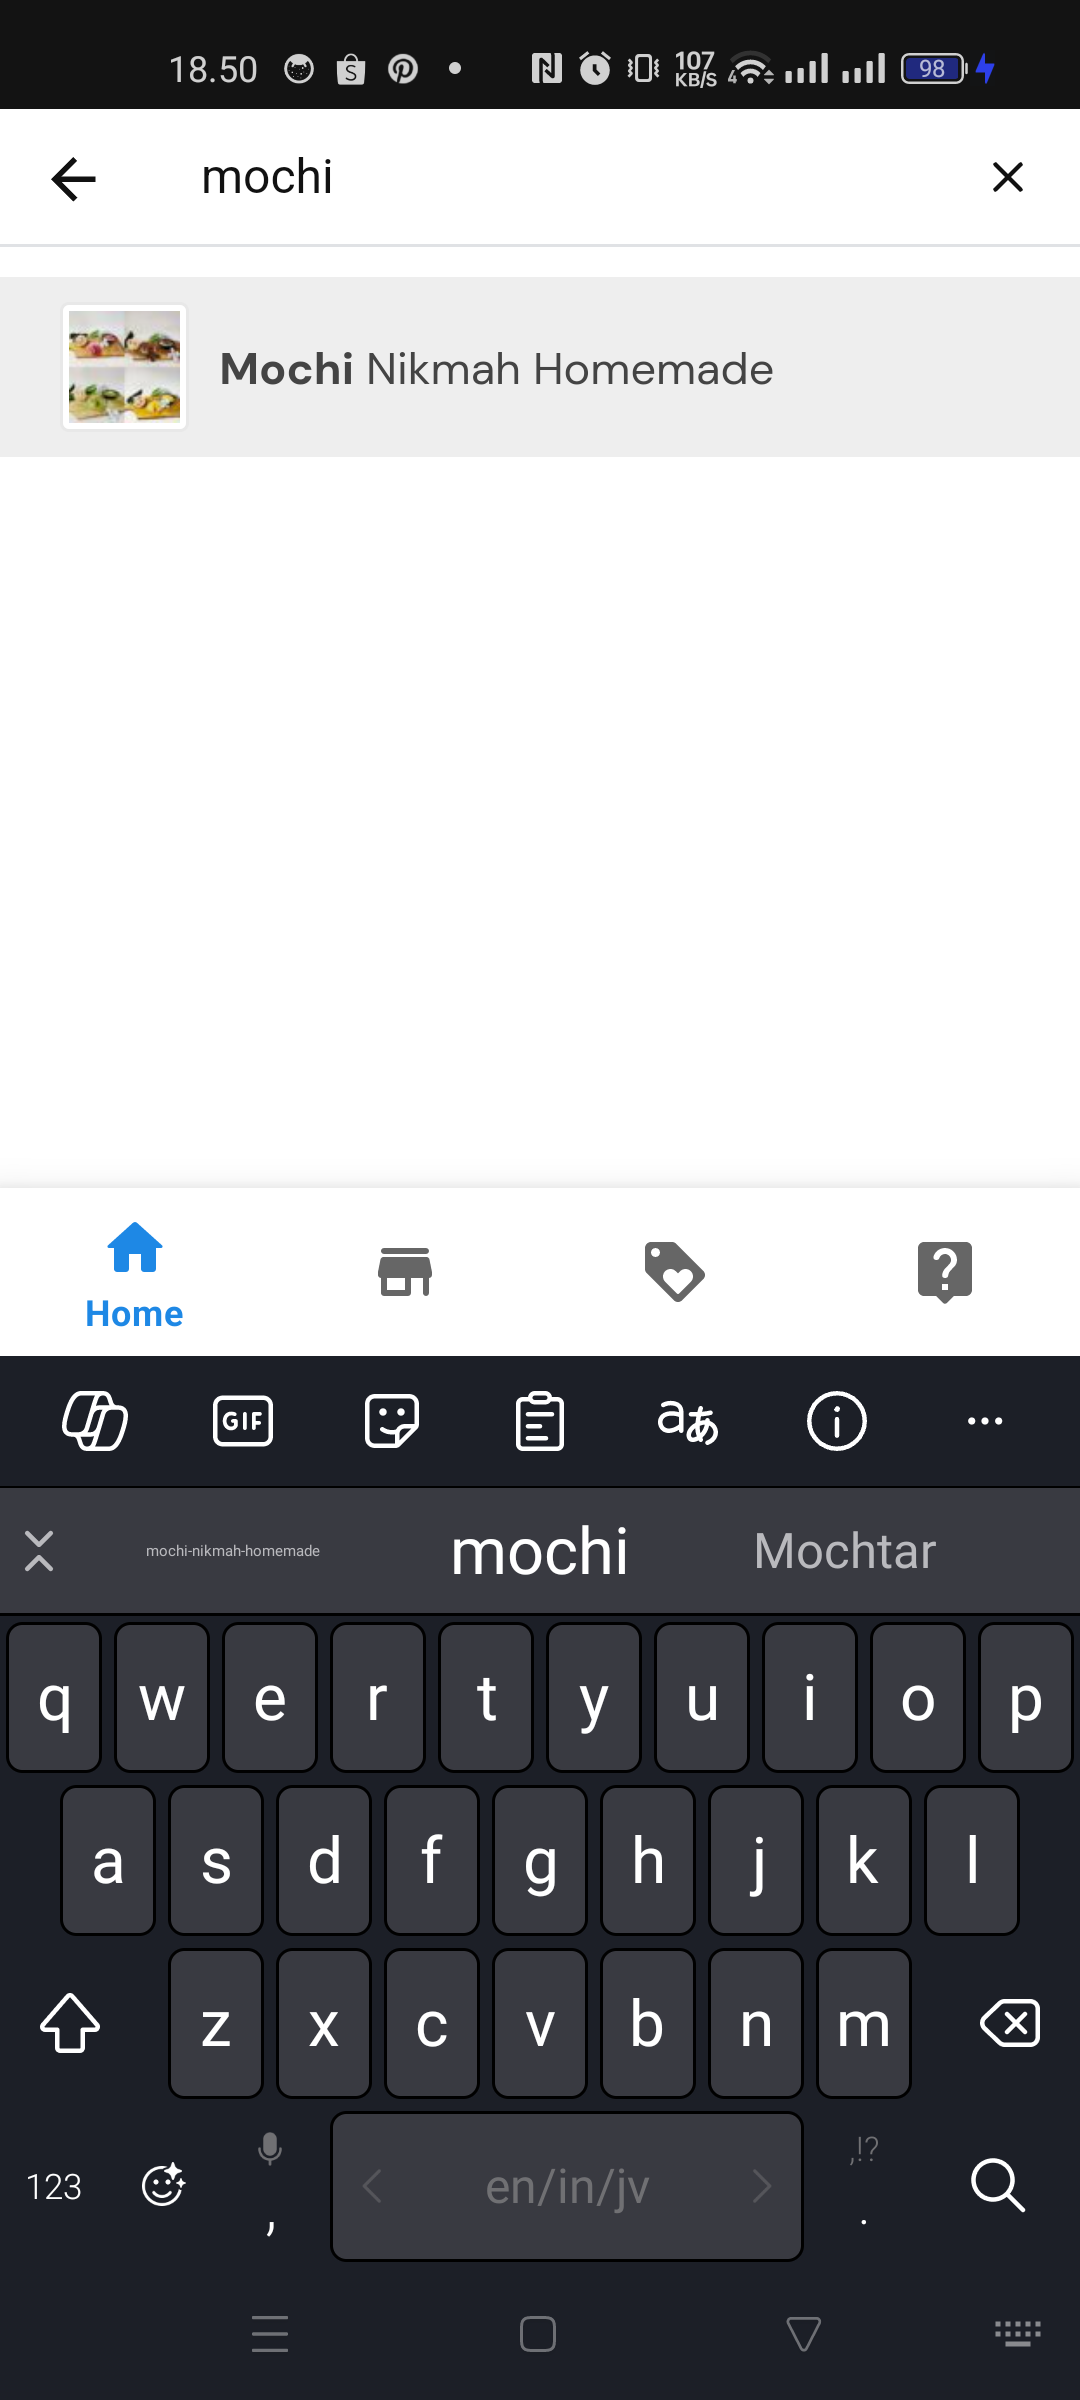 18.50
107
KB/S
4
98
mochi
Mochi Nikmah Homemade
Home
GIF
aあ
mochi-nikmah-homemade mochi Mochtar
q w e r t y u i o p
a s d f g h j k l
z x c v b n m
,!?
123 , en/in/jv .